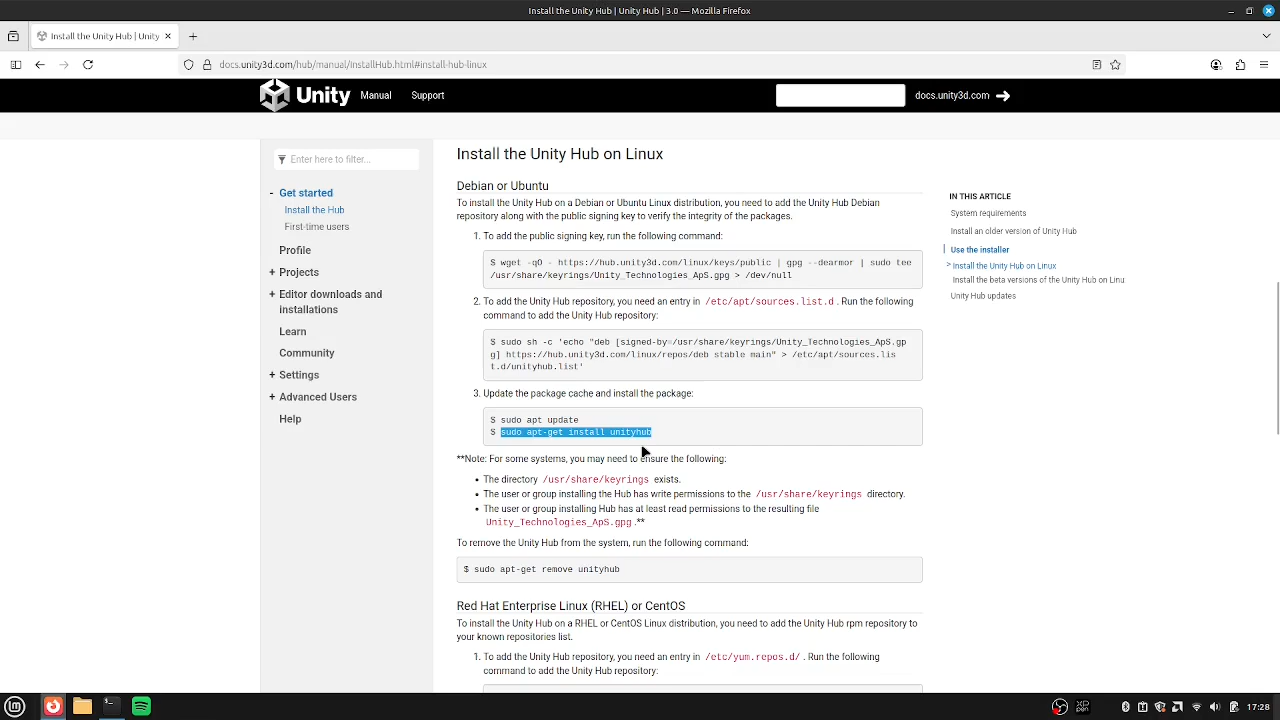 Install the Unity Hub | Unity Hub | 3.0 — Mozilla Firefox
Install the Unity Hub | Unity
docs.unity3d.com/hub/manual/InstallHub.html#install-hub-linux
Unity Manual Support docs.unity3d.com
Enter here to filter...
- Get started
Install the Hub
First-time users
Profile
+ Projects
+ Editor downloads and
installations
Learn
Community
+ Settings
+ Advanced Users
Help
Install the Unity Hub on Linux
Debian or Ubuntu
To install the Unity Hub on a Debian or Ubuntu Linux distribution, you need to add the Unity Hub Debian
repository along with the public signing key to verify the integrity of the packages.
1. To add the public signing key, run the following command:
$ wget -qO - https://hub.unity3d.com/linux/keys/public | gpg --dearmor | sudo tee
/usr/share/keyrings/Unity_Technologies_ApS.gpg > /dev/null
2. To add the Unity Hub repository, you need an entry in /etc/apt/sources.list.d. Run the following
command to add the Unity Hub repository:
$ sudo sh -c 'echo "deb [signed-by=/usr/share/keyrings/Unity_Technologies_ApS.gp
g] https://hub.unity3d.com/linux/repos/deb stable main" > /etc/apt/sources.lis
t.d/unityhub.list'
3. Update the package cache and install the package:
$ sudo apt update
$ sudo apt-get install unityhub
**Note: For some systems, you may need to ensure the following:
• The directory /usr/share/keyrings exists.
• The user or group installing the Hub has write permissions to the /usr/share/keyrings directory.
• The user or group installing Hub has at least read permissions to the resulting file
Unity_Technologies_ApS.gpg.**
To remove the Unity Hub from the system, run the following command:
$ sudo apt-get remove unityhub
Red Hat Enterprise Linux (RHEL) or CentOS
To install the Unity Hub on a RHEL or CentOS Linux distribution, you need to add the Unity Hub rpm repository to
your known repositories list.
1. To add the Unity Hub repository, you need an entry in /etc/yum.repos.d/. Run the following
command to add the Unity Hub repository:
IN THIS ARTICLE
System requirements
Install an older version of Unity Hub
Use the installer
> Install the Unity Hub on Linux
Install the beta versions of the Unity Hub on Linu
Unity Hub updates
XP
PEN
17:28